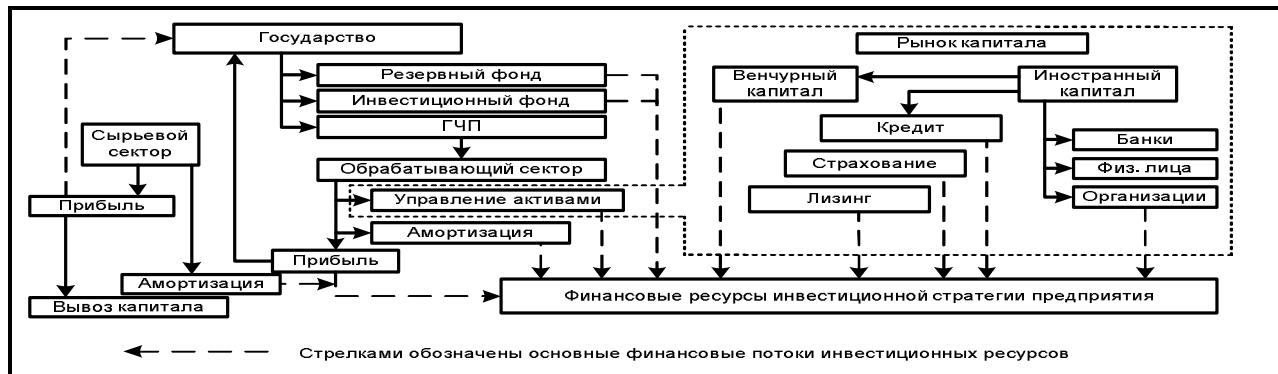 Государство
Рынок капитала
Резервный фонд
Инвестиционный фонд
ГЧП
Венчурный
капитал
Иностранный
капитал
Кредит
Сырьевой
сектор
Банки
Обрабатывающий сектор
Страхование
Физ. лица
Прибыль
Управление активами
Лизинг
Организации
Амортизация
Прибыль
Амортизация
Вывоз капитала
Финансовые ресурсы инвестиционной стратегии предприятия
Стрелками обозначены основные финансовые потоки инвестиционных ресурсов